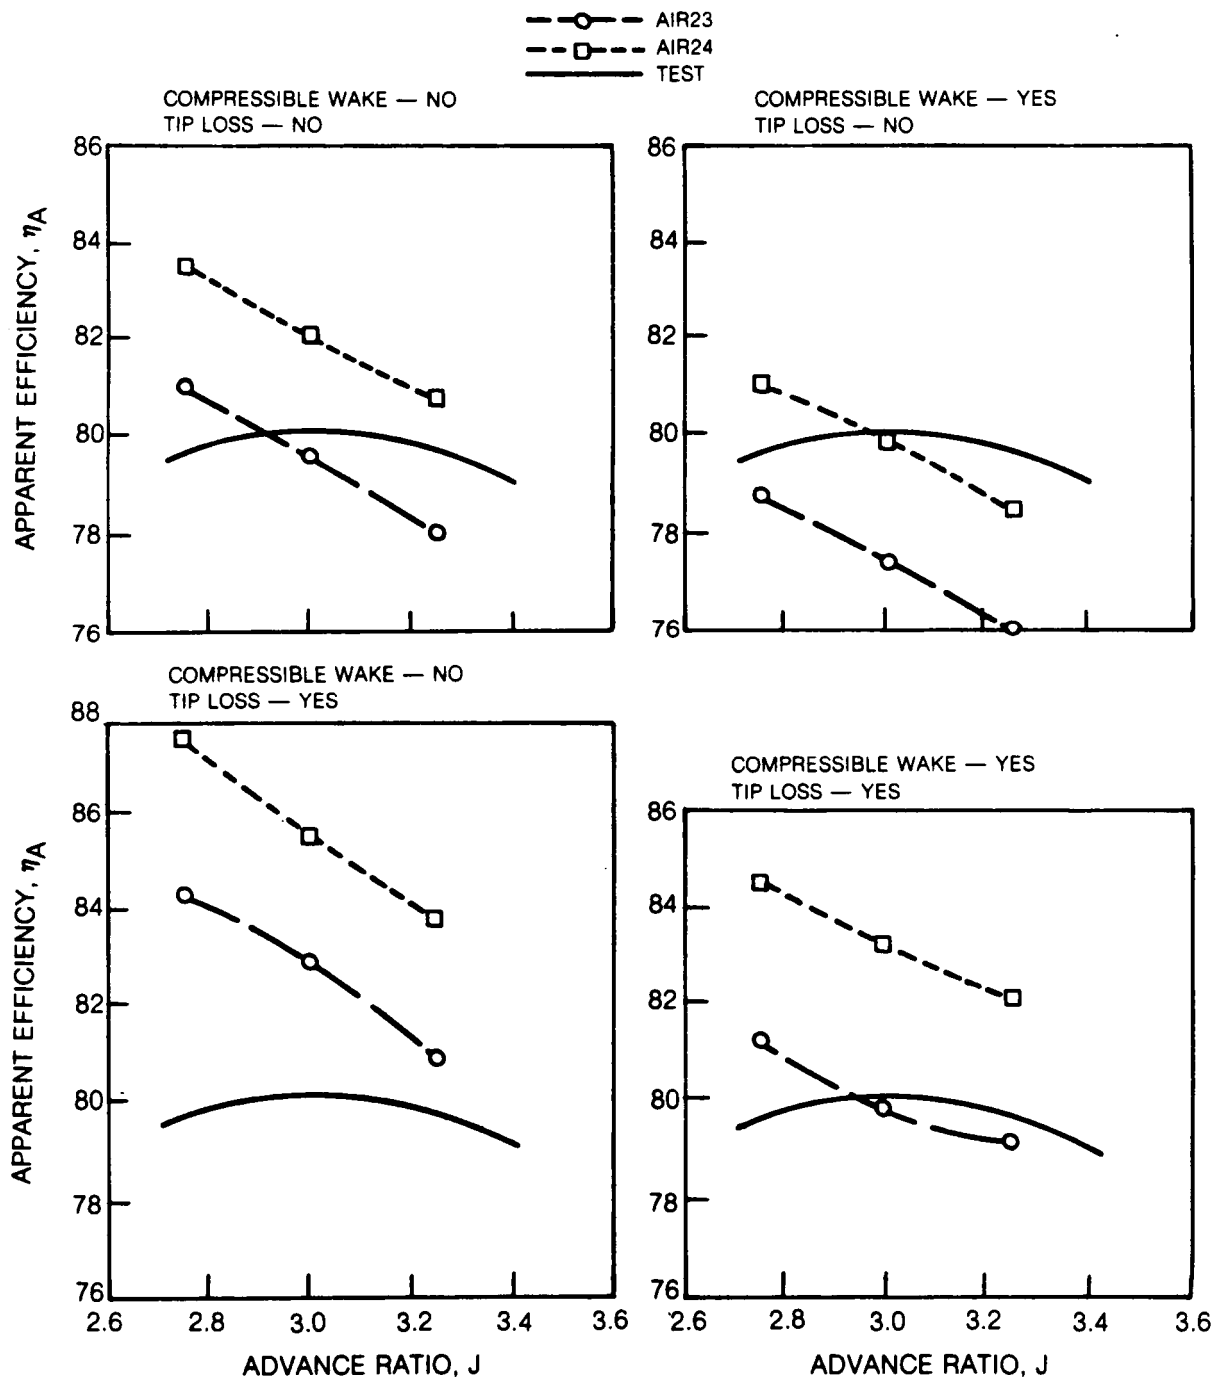 AIR23
AIR24
TEST
COMPRESSIBLE WAKE — NO
TIP LOSS — NO
COMPRESSIBLE WAKE — YES
TIP LOSS — NO
86
84
82
80
78
76
APPARENT EFFICIENCY, ηA
86
84
82
80
78
76
COMPRESSIBLE WAKE — NO
TIP LOSS — YES
88
86
84
82
80
78
76
APPARENT EFFICIENCY, ηA
2.6 2.8 3.0 3.2 3.4 3.6
ADVANCE RATIO, J
COMPRESSIBLE WAKE — YES
TIP LOSS — YES
86
84
82
80
78
76
2.6 2.8 3.0 3.2 3.4 3.6
ADVANCE RATIO, J